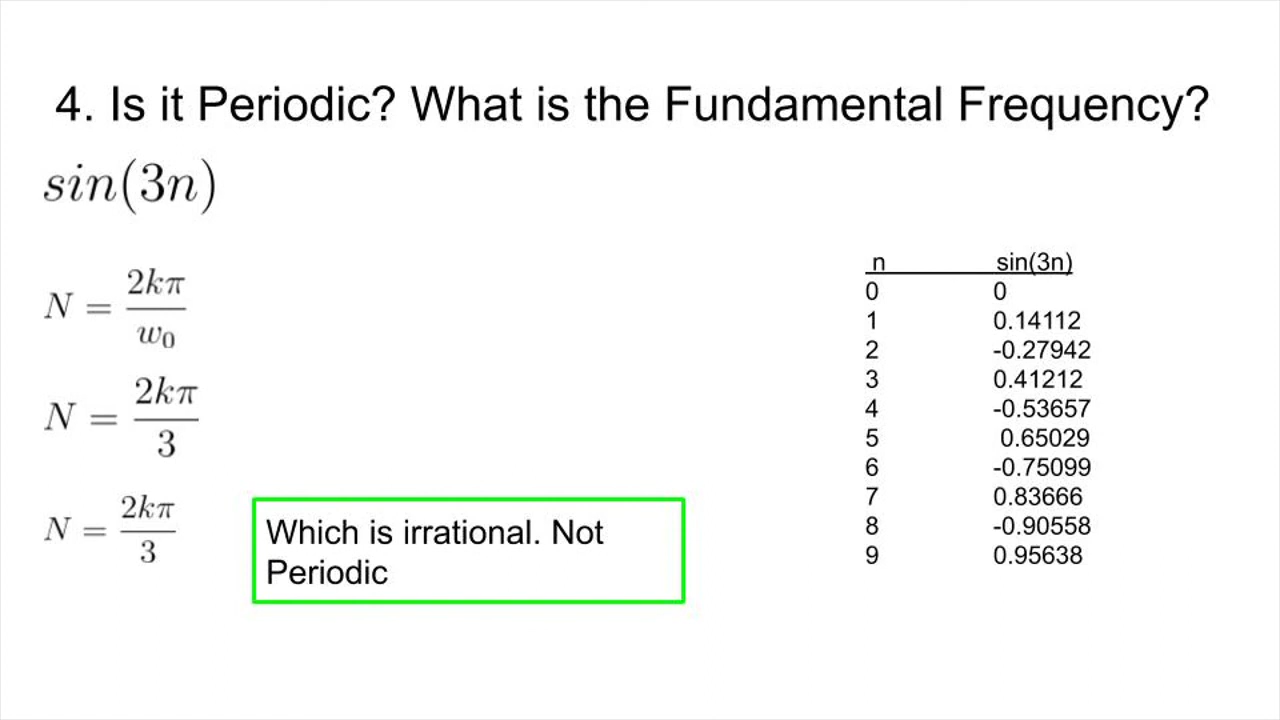 4. Is it Periodic? What is the Fundamental Frequency?
sin(3n)
N = 2kπ / w₀
N = 2kπ / 3
N = 2kπ / 3
Which is irrational. Not
Periodic
n sin(3n)
0 0
1 0.14112
2 -0.27942
3 0.41212
4 -0.53657
5 0.65029
6 -0.75099
7 0.83666
8 -0.90558
9 0.95638